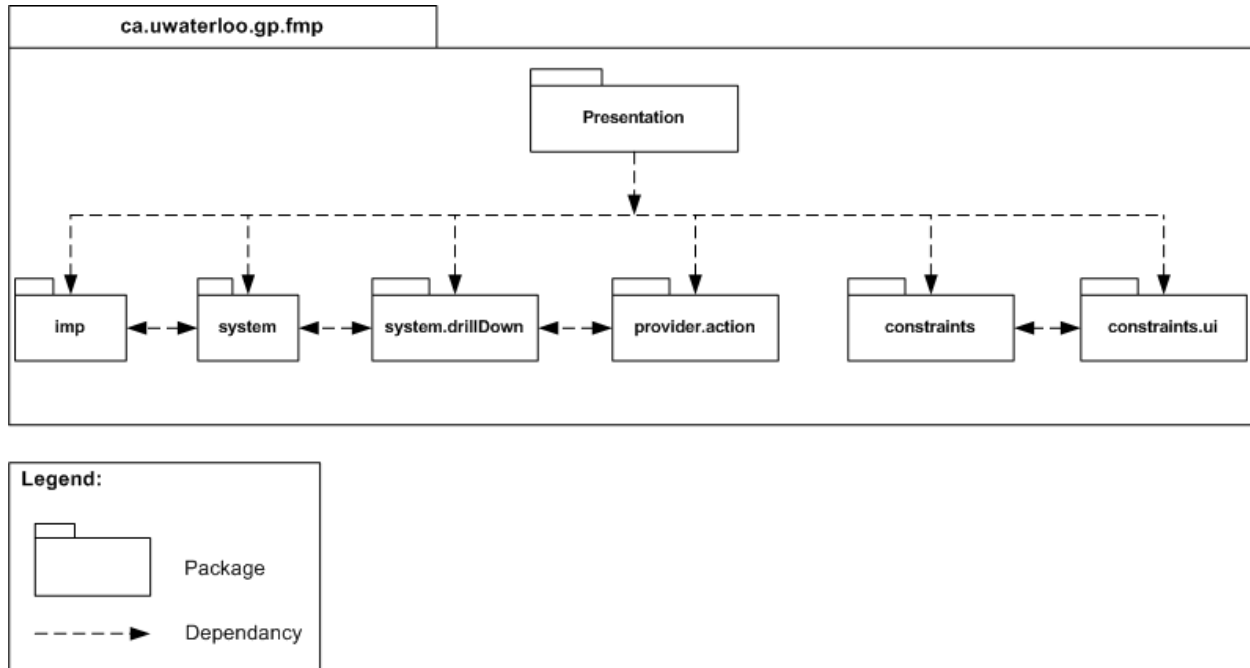 ca.uwaterloo.gp.fmp
Presentation
imp
system
system.drillDown
provider.action
constraints
constraints.ui
Legend:
Package
Dependancy